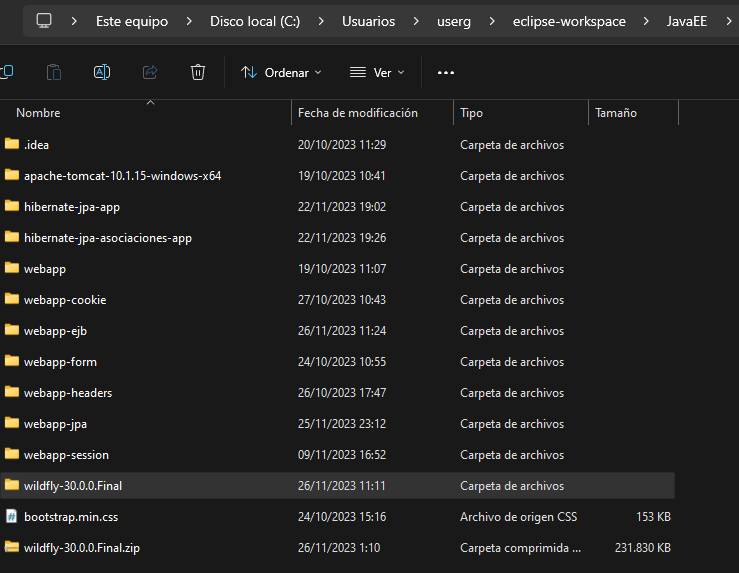 Este equipo > Disco local (C:) > Usuarios > userg > eclipse-workspace > JavaEE >
Ordenar Ver
Nombre Fecha de modificación Tipo Tamaño
.idea 20/10/2023 11:29 Carpeta de archivos
apache-tomcat-10.1.15-windows-x64 19/10/2023 10:41 Carpeta de archivos
hibernate-jpa-app 22/11/2023 19:02 Carpeta de archivos
hibernate-jpa-asociaciones-app 22/11/2023 19:26 Carpeta de archivos
webapp 19/10/2023 11:07 Carpeta de archivos
webapp-cookie 27/10/2023 10:43 Carpeta de archivos
webapp-ejb 26/11/2023 11:24 Carpeta de archivos
webapp-form 24/10/2023 10:55 Carpeta de archivos
webapp-headers 26/10/2023 17:47 Carpeta de archivos
webapp-jpa 25/11/2023 23:12 Carpeta de archivos
webapp-session 09/11/2023 16:52 Carpeta de archivos
wildfly-30.0.0.Final 26/11/2023 11:11 Carpeta de archivos
bootstrap.min.css 24/10/2023 15:16 Archivo de origen CSS 153 KB
wildfly-30.0.0.Final.zip 26/11/2023 1:10 Carpeta comprimida ... 231.830 KB